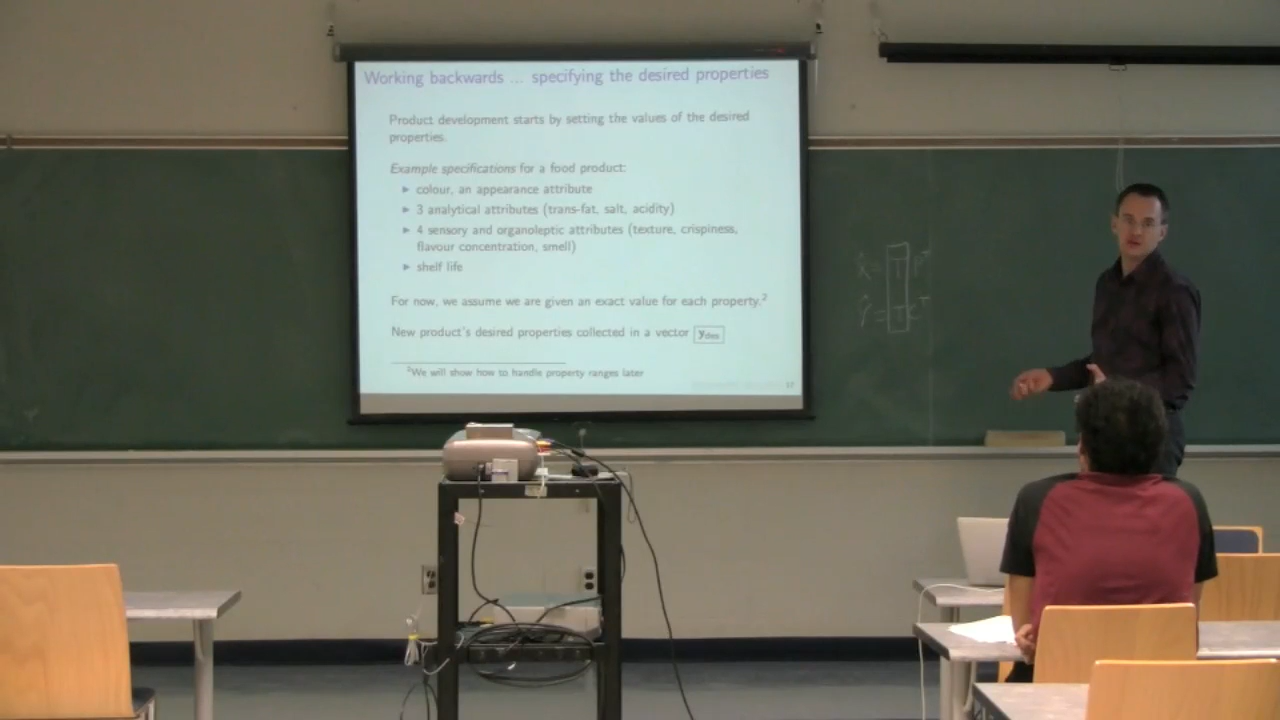 Working backwards ... specifying the desired properties
Product development starts by setting the values of the desired
properties.
Example specifications for a food product:
► colour, an appearance attribute
► 3 analytical attributes (trans-fat, salt, acidity)
► 4 sensory and organoleptic attributes (texture, crispiness,
flavour concentration, smell)
► shelf life
For now, we assume we are given an exact value for each property.2
New product's desired properties collected in a vector ydes
2We will show how to handle property ranges later
17